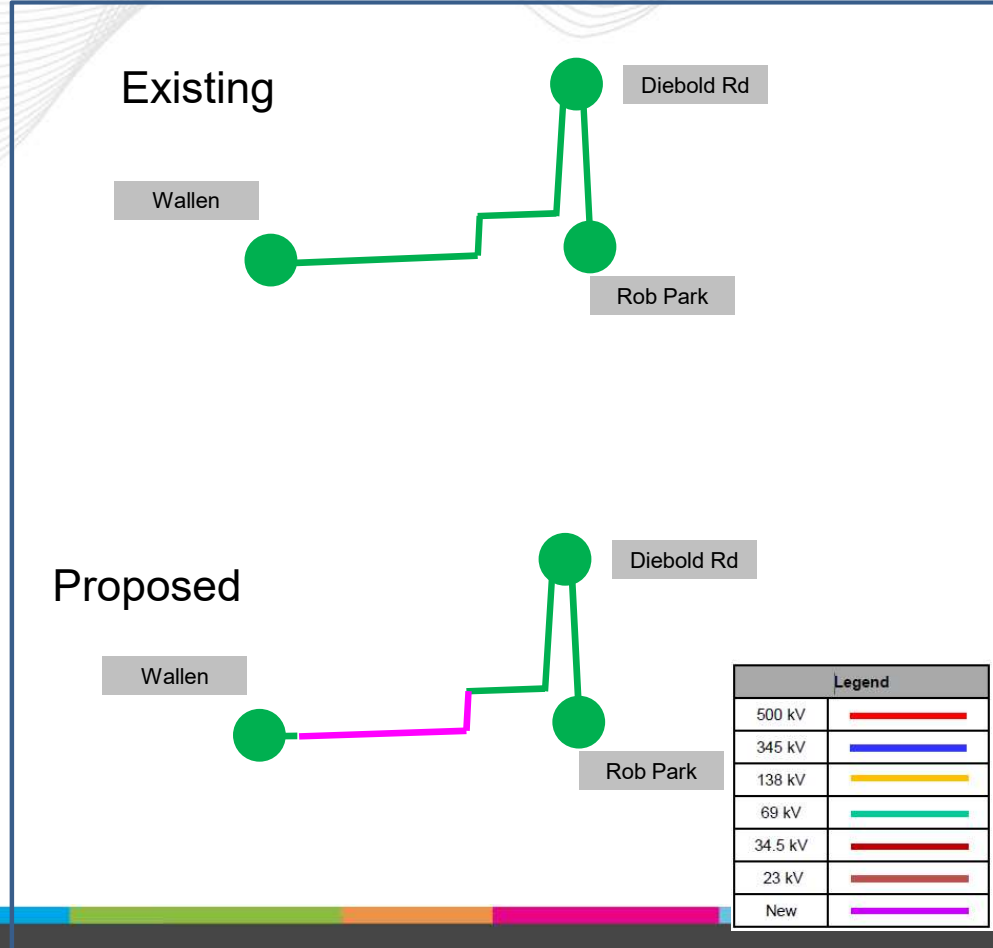 Existing
Diebold Rd
Wallen
Rob Park
Proposed
Diebold Rd
Wallen
Rob Park
Legend
500 kV
345 kV
138 kV
69 kV
34.5 kV
23 kV
New